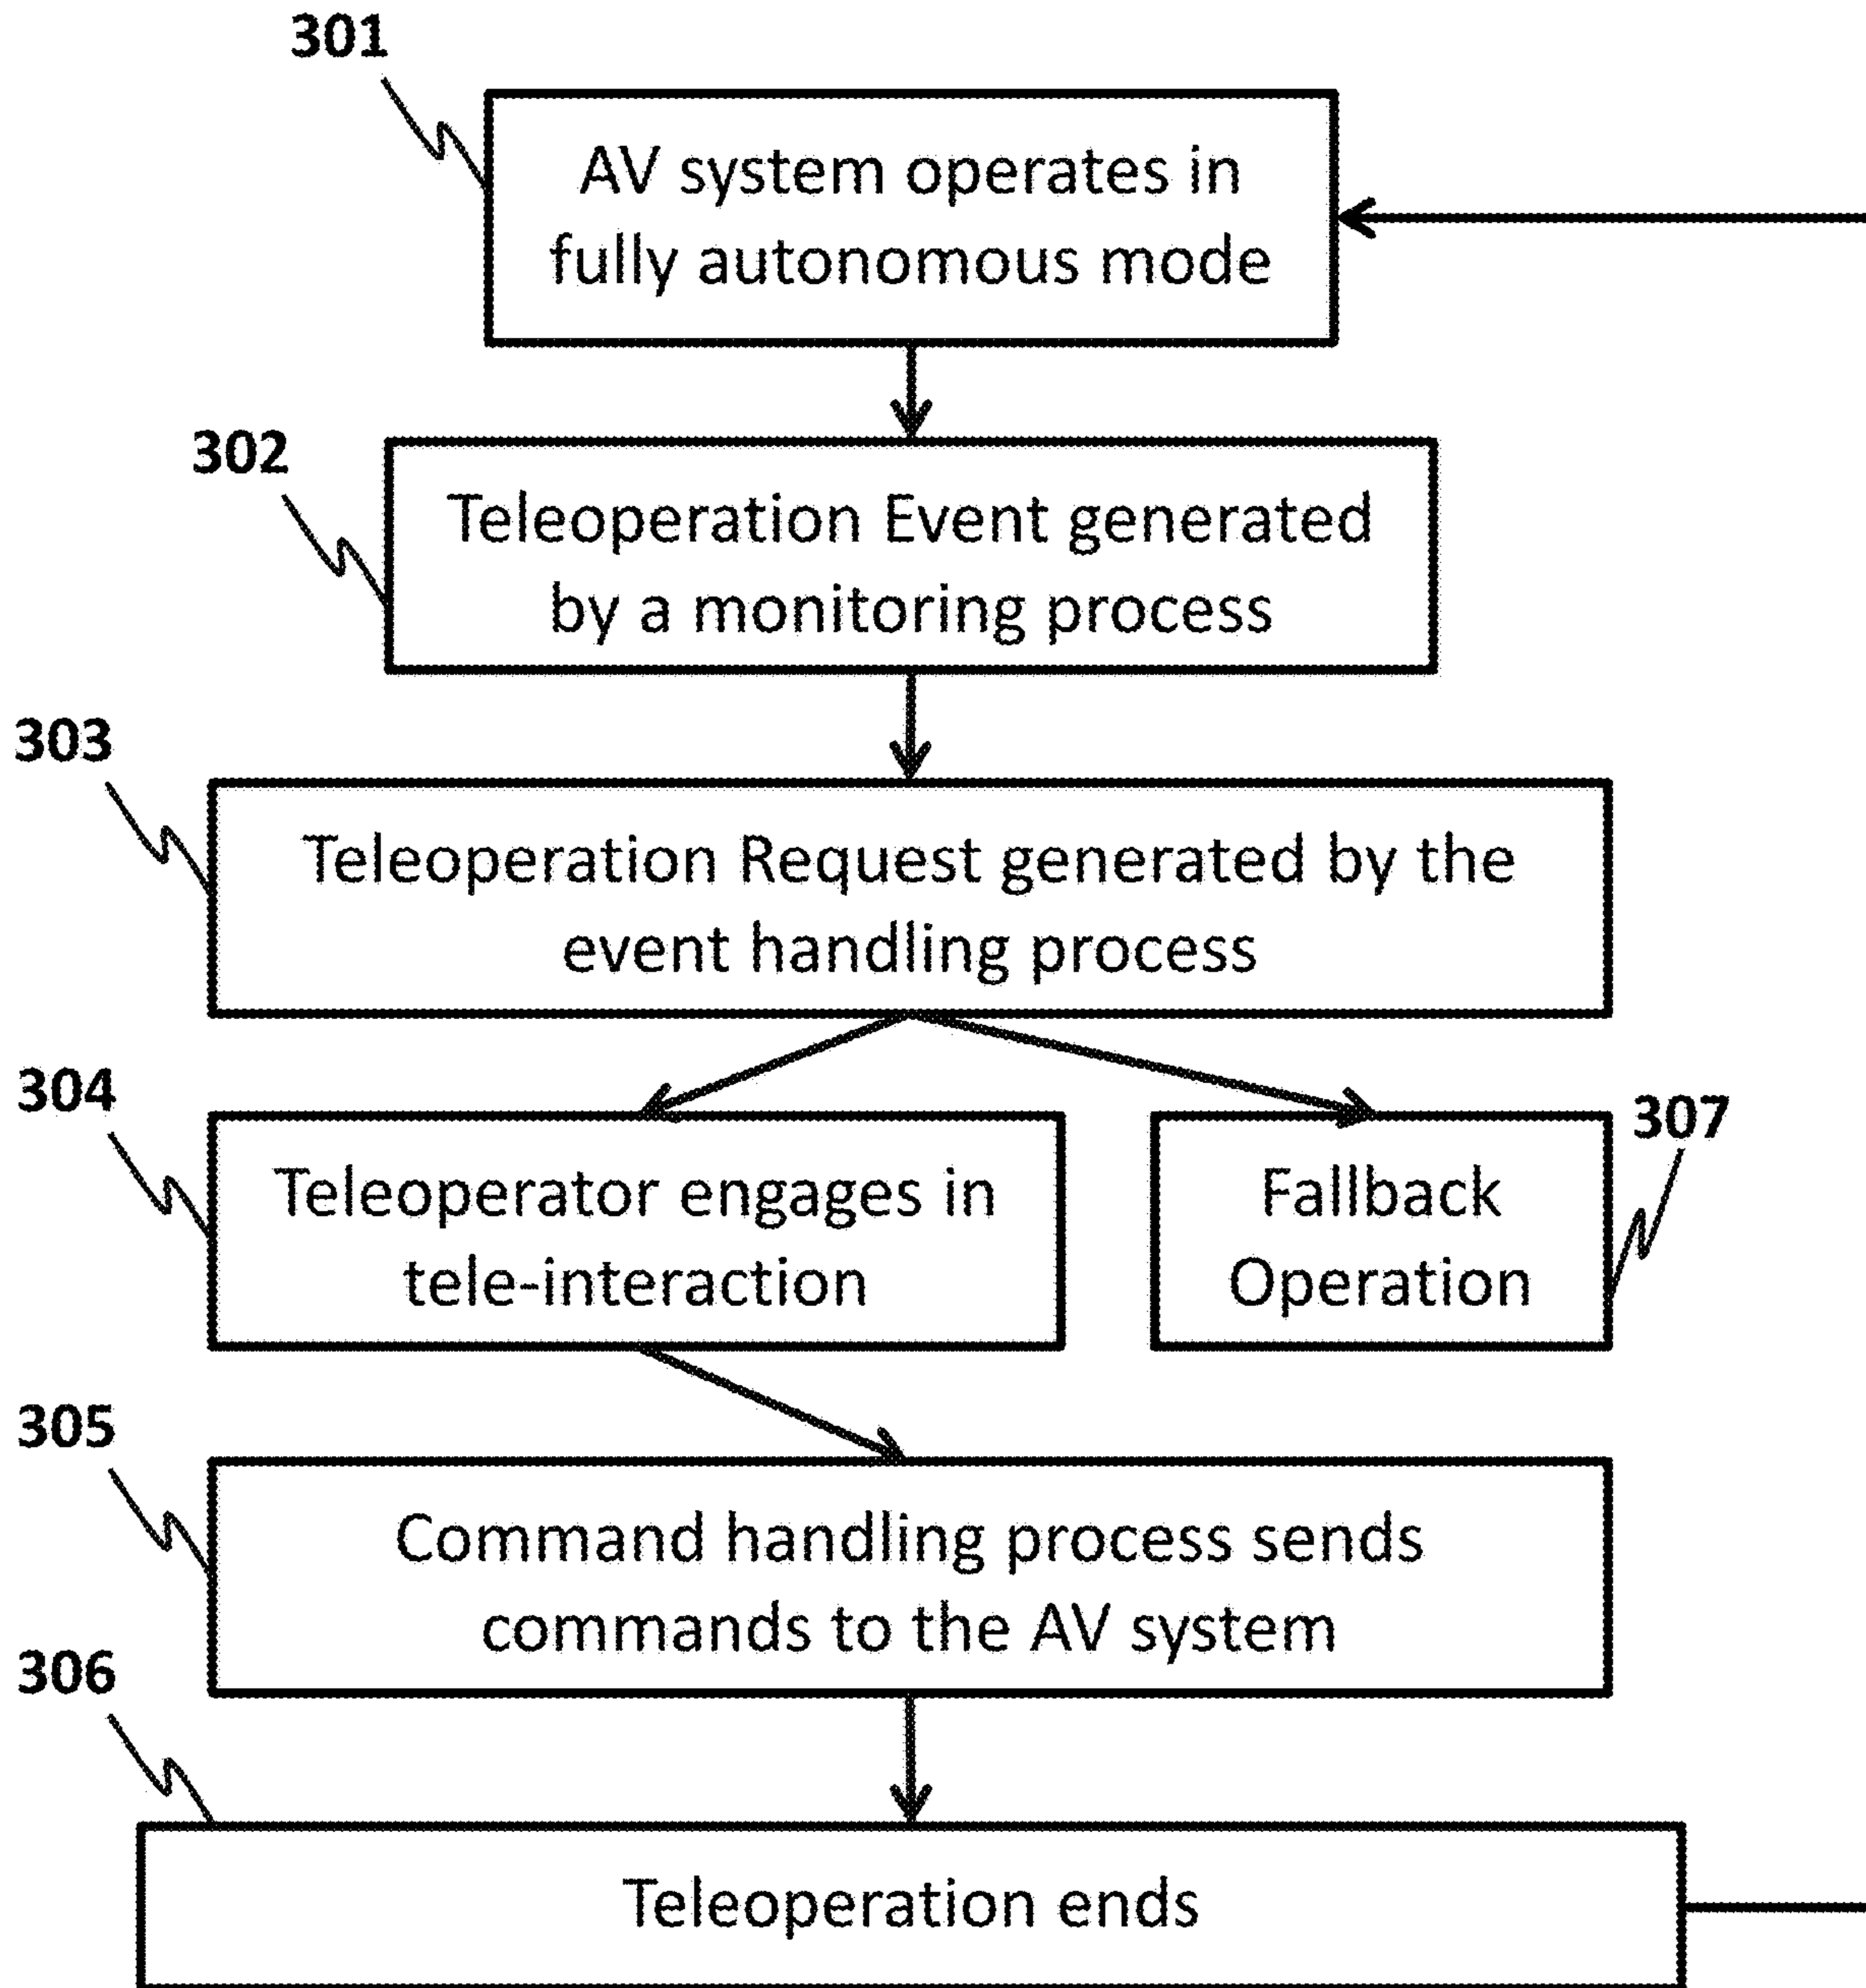 301
AV system operates in
fully autonomous mode
302
Teleoperation Event generated
by a monitoring process
303
Teleoperation Request generated by the
event handling process
304
Teleoperator engages in
tele-interaction
307
Fallback
Operation
305
Command handling process sends
commands to the AV system
306
Teleoperation ends